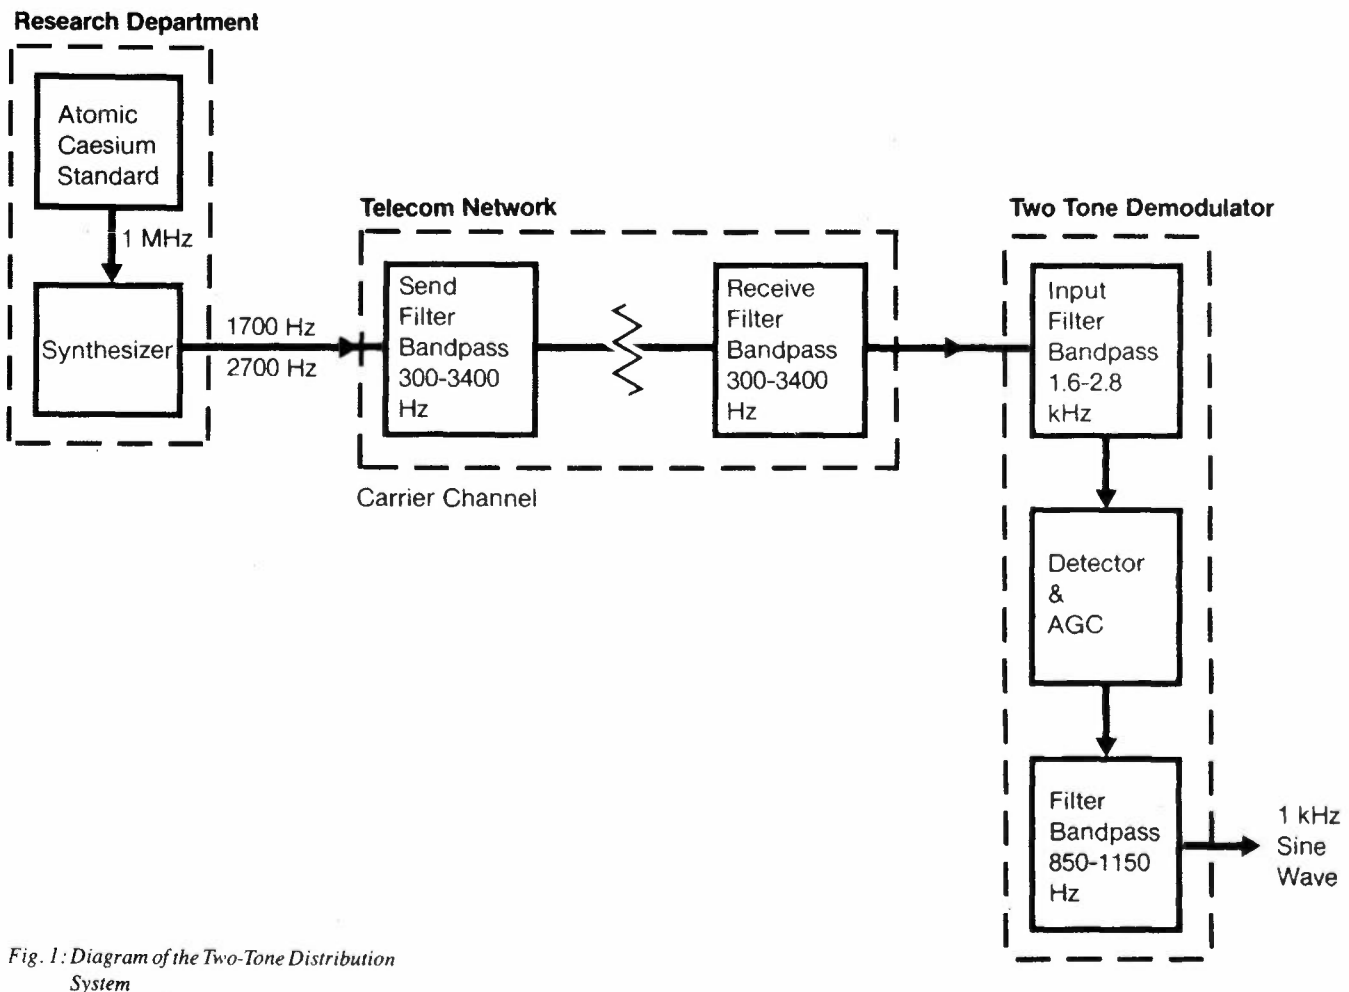 Research Department
Atomic
Caesium
Standard
1 MHz
Synthesizer
1700 Hz
2700 Hz
Telecom Network
Send
Filter
Bandpass
300-3400
Hz
Receive
Filter
Bandpass
300-3400
Hz
Carrier Channel
Two Tone Demodulator
Input
Filter
Bandpass
1.6-2.8
kHz
Detector
&
AGC
Filter
Bandpass
850-1150
Hz
1 kHz
Sine
Wave
Fig. 1: Diagram of the Two-Tone Distribution
System